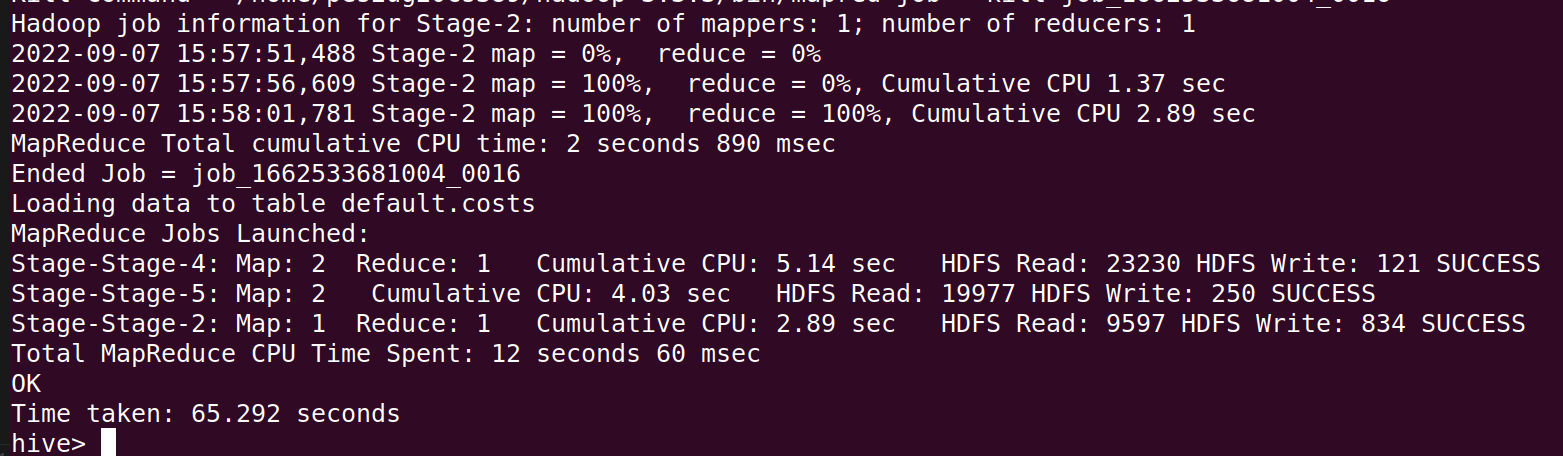 Hadoop job information for Stage-2: number of mappers: 1; number of reducers: 1
2022-09-07 15:57:51,488 Stage-2 map = 0%,  reduce = 0%
2022-09-07 15:57:56,609 Stage-2 map = 100%,  reduce = 0%, Cumulative CPU 1.37 sec
2022-09-07 15:58:01,781 Stage-2 map = 100%,  reduce = 100%, Cumulative CPU 2.89 sec
MapReduce Total cumulative CPU time: 2 seconds 890 msec
Ended Job = job_1662533681004_0016
Loading data to table default.costs
MapReduce Jobs Launched:
Stage-Stage-4: Map: 2  Reduce: 1   Cumulative CPU: 5.14 sec   HDFS Read: 23230 HDFS Write: 121 SUCCESS
Stage-Stage-5: Map: 2   Cumulative CPU: 4.03 sec   HDFS Read: 19977 HDFS Write: 250 SUCCESS
Stage-Stage-2: Map: 1  Reduce: 1   Cumulative CPU: 2.89 sec   HDFS Read: 9597 HDFS Write: 834 SUCCESS
Total MapReduce CPU Time Spent: 12 seconds 60 msec
OK
Time taken: 65.292 seconds
hive>